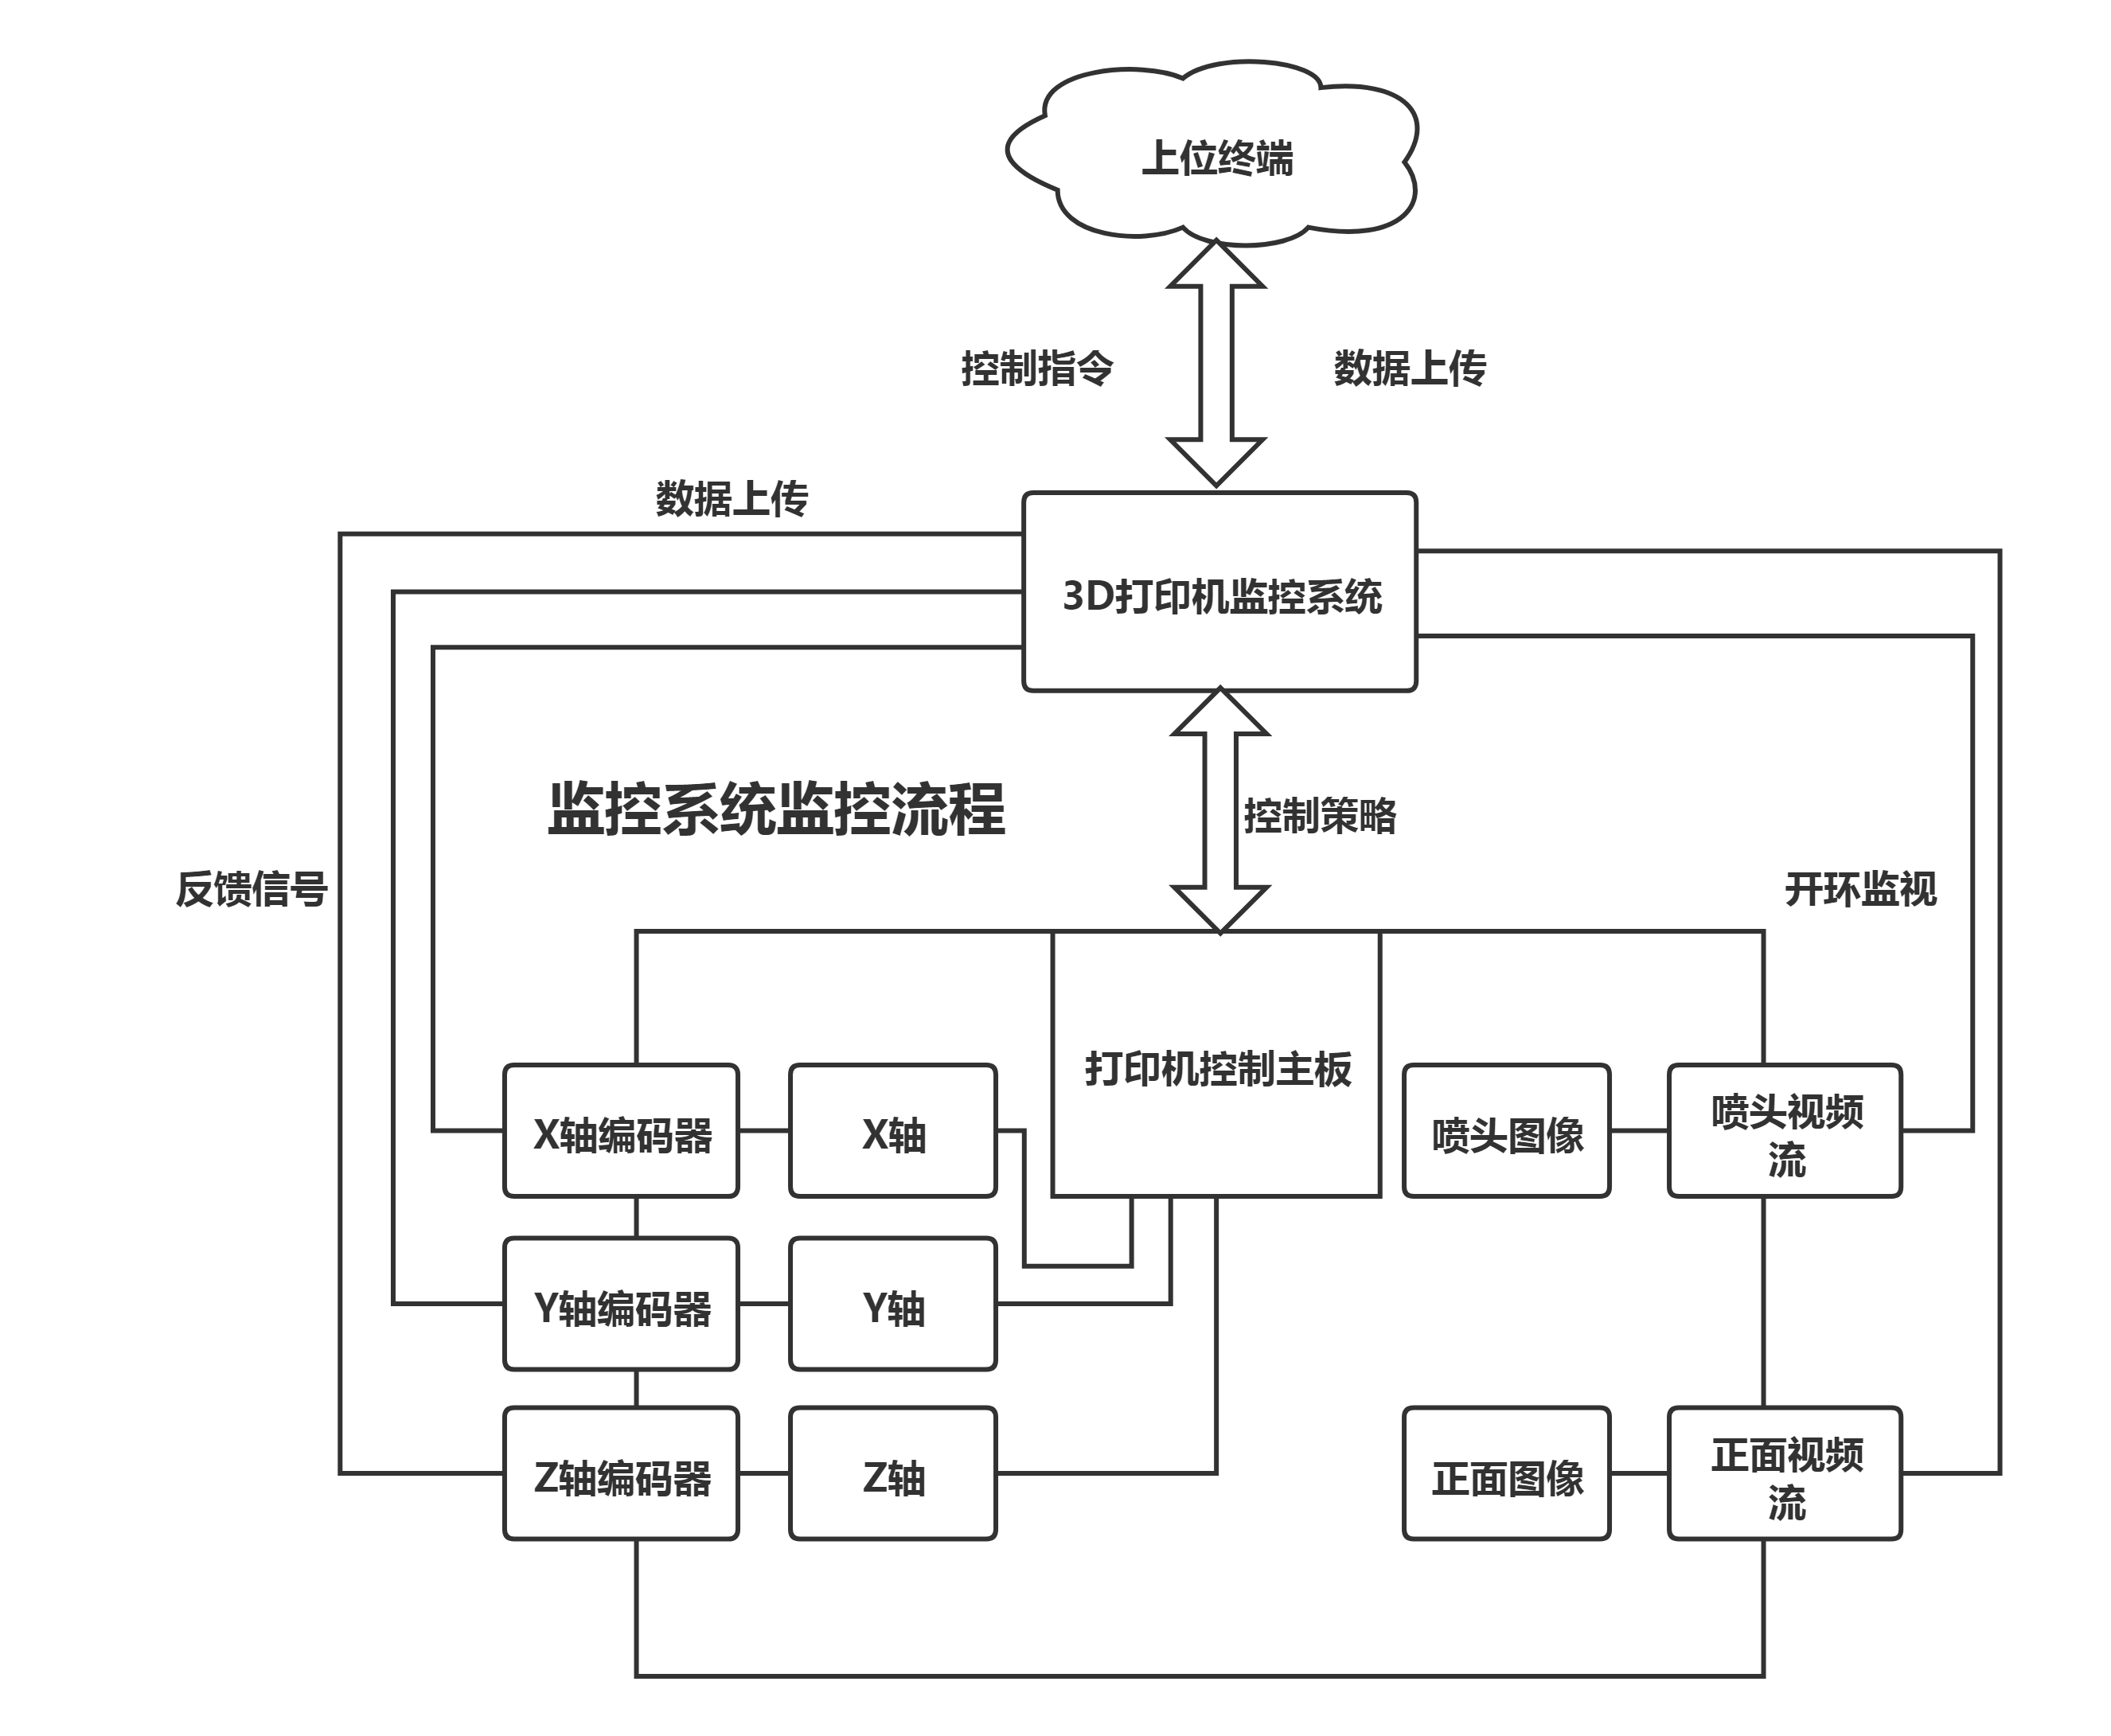 上位终端
控制指令
数据上传
数据上传
3D打印机监控系统
监控系统监控流程
控制策略
反馈信号
开环监视
打印机控制主板
X轴编码器
X轴
喷头图像
喷头视频
流
Y轴编码器
Y轴
Z轴编码器
Z轴
正面图像
正面视频
流